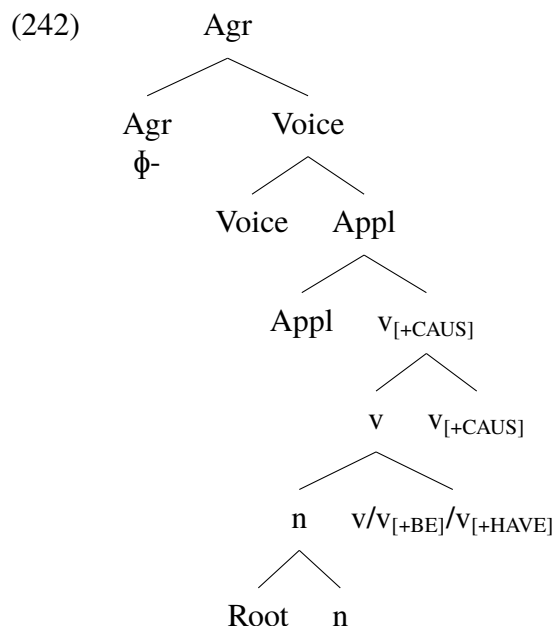 (242) Agr
Agr Voice
ϕ-
Voice Appl
Appl v[+CAUS]
v v[+CAUS]
n v/v[+BE]/v[+HAVE]
Root n